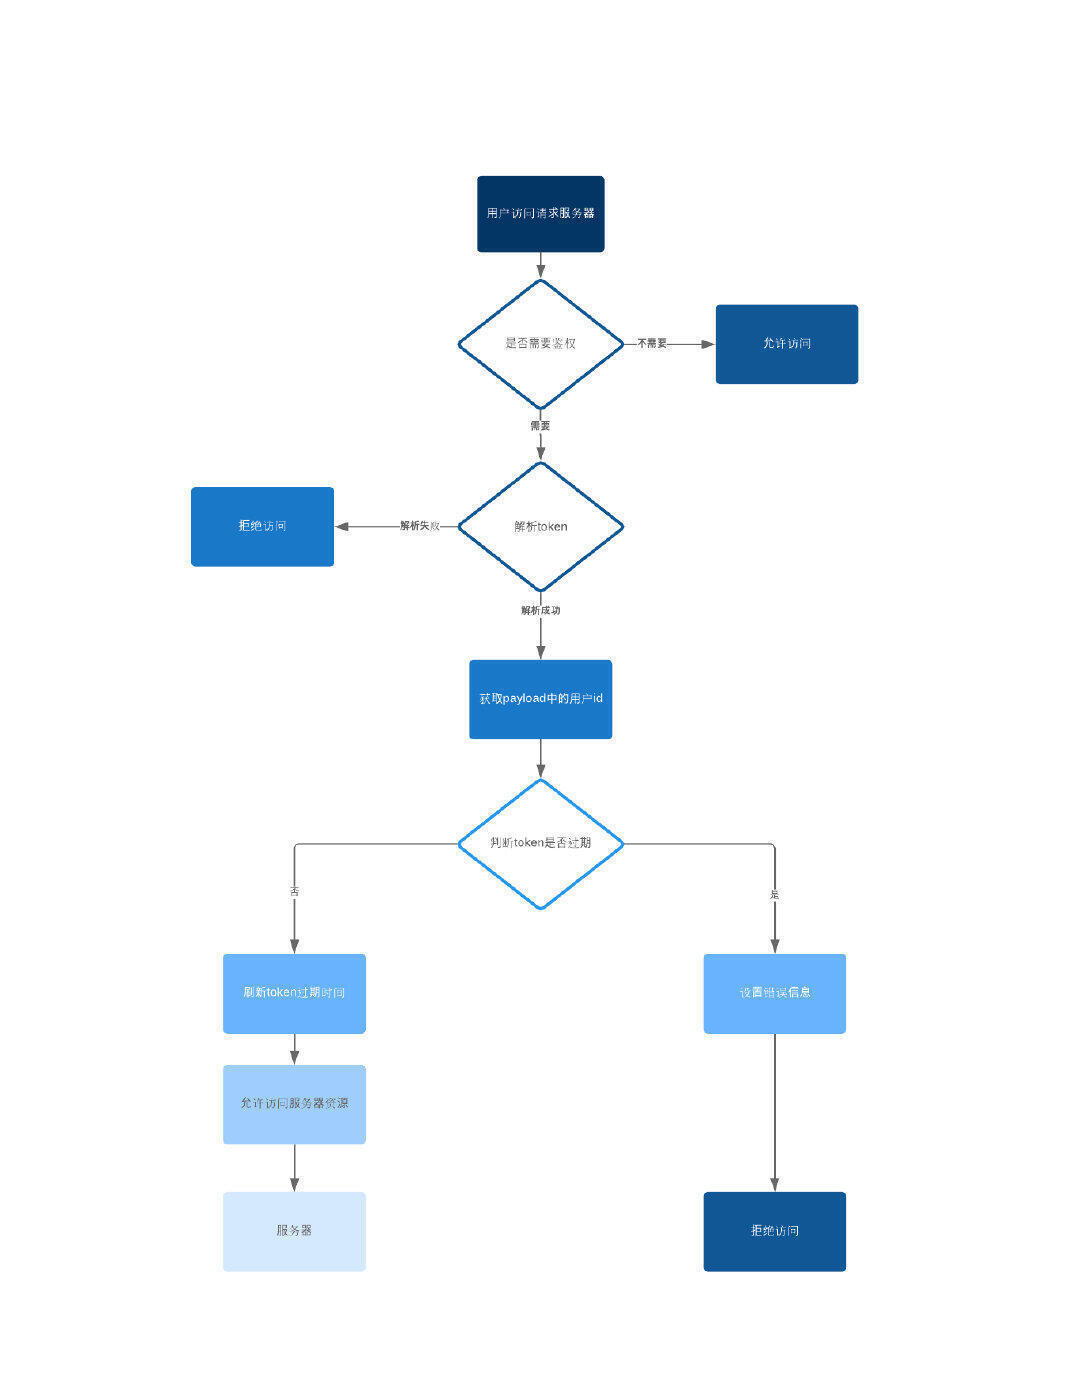 用户访问请求服务器
是否需要鉴权
不需要
允许访问
需要
拒绝访问
解析失败
解析token
解析成功
获取payload中的用户id
判断token是否过期
否
是
刷新token过期时间
设置错误信息
允许访问服务器资源
服务器
拒绝访问